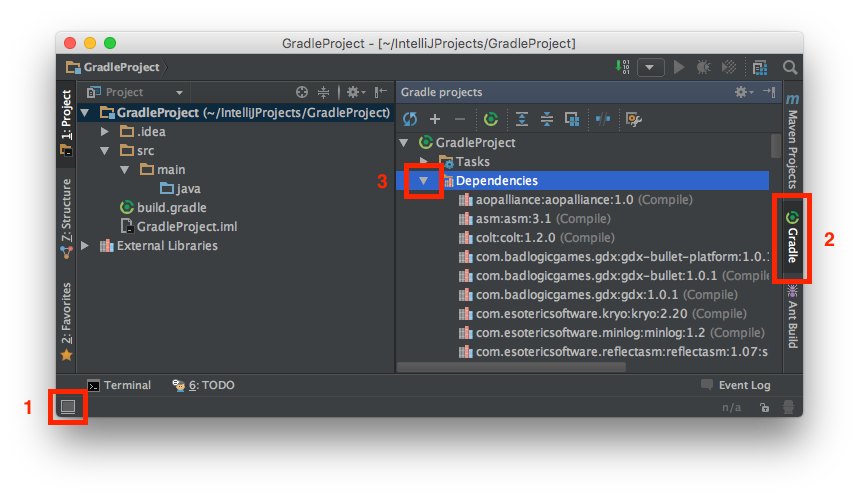 GradleProject - [~/IntelliJProjects/GradleProject]
GradleProject
Project
Gradle projects
1: Project
Z: Structure
2: Favorites
GradleProject (~/IntelliJProjects/GradleProject)
.idea
src
main
java
build.gradle
GradleProject.iml
External Libraries
GradleProject
Tasks
3
Dependencies
aopalliance:aopalliance:1.0 (Compile)
asm:asm:3.1 (Compile)
colt:colt:1.2.0 (Compile)
com.badlogicgames.gdx:gdx-bullet-platform:1.0.1
com.badlogicgames.gdx:gdx-bullet:1.0.1 (Compile)
com.badlogicgames.gdx:gdx:1.0.1 (Compile)
com.esotericsoftware.kryo:kryo:2.20 (Compile)
com.esotericsoftware.minlog:minlog:1.2 (Compile)
com.esotericsoftware.reflectasm:reflectasm:1.07:s
m
Maven Projects
Gradle
2
Ant Build
Terminal
6: TODO
Event Log
1
n/a